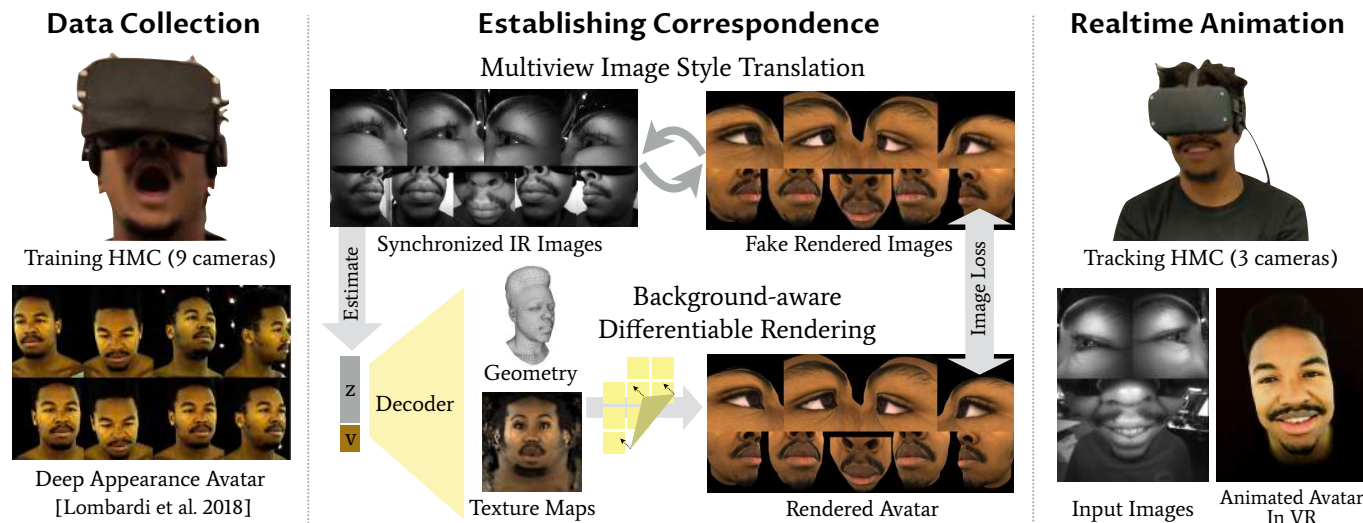 Data Collection
Training HMC (9 cameras)
Deep Appearance Avatar
[Lombardi et al. 2018]
Establishing Correspondence
Multiview Image Style Translation
Synchronized IR Images
Fake Rendered Images
Estimate
Image Loss
Background-aware
Differentiable Rendering
z
v
Decoder
Geometry
Texture Maps
Rendered Avatar
Realtime Animation
Tracking HMC (3 cameras)
Input Images
Animated Avatar
In VR